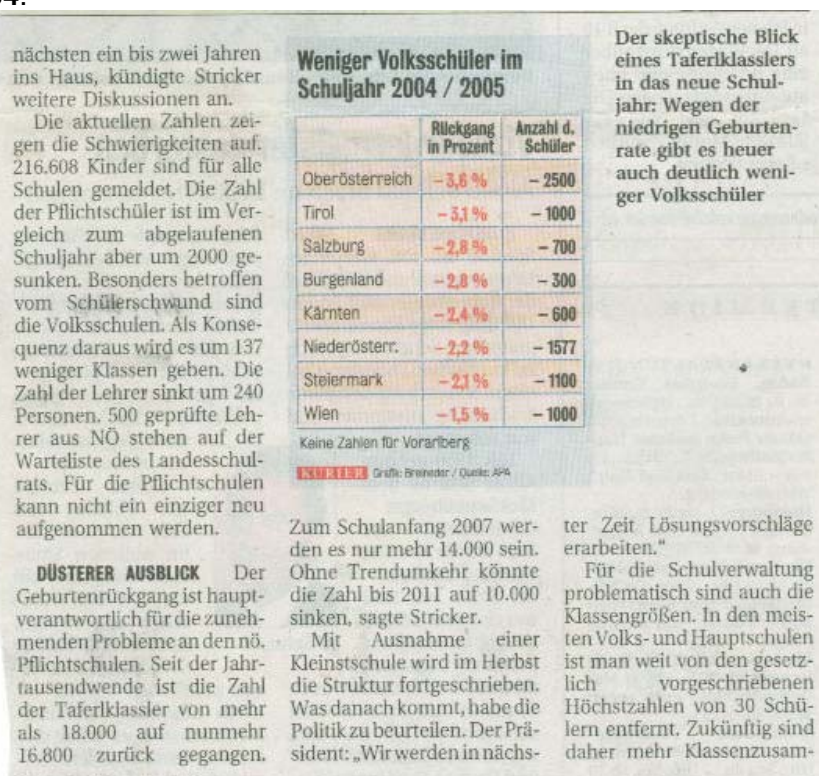 34.
nächsten ein bis zwei Jahren
ins Haus, kündigte Stricker
weitere Diskussionen an.
Die aktuellen Zahlen zei-
gen die Schwierigkeiten auf.
216.608 Kinder sind für alle
Schulen gemeldet. Die Zahl
der Pflichtschüler ist im Ver-
gleich zum abgelaufenen
Schuljahr aber um 2000 ge-
sunken. Besonders betroffen
vom Schülerschwund sind
die Volksschulen. Als Konse-
quenz daraus wird es um 137
weniger Klassen geben. Die
Zahl der Lehrer sinkt um 240
Personen. 500 geprüfte Leh-
rer aus NÖ stehen auf der
Warteliste des Landesschul-
rats. Für die Pflichtschulen
kann nicht ein einziger neu
aufgenommen werden.
DÜSTERER AUSBLICK Der
Geburtenrückgang ist haupt-
verantwortlich für die zuneh-
menden Probleme an den nö.
Pflichtschulen. Seit der Jahr-
tausendwende ist die Zahl
der Taferlklassler von mehr
als 18.000 auf nunmehr
16.800 zurück gegangen.
Weniger Volksschüler im
Schuljahr 2004 / 2005
Rückgang in Prozent Anzahl d. Schüler
Oberösterreich – 3,6 % – 2500
Tirol – 3,1 % – 1000
Salzburg – 2,8 % – 700
Burgenland – 2,8 % – 300
Kärnten – 2,4 % – 600
Niederösterr. – 2,2 % – 1577
Steiermark – 2,1 % – 1100
Wien – 1,5 % – 1000
Keine Zahlen für Vorarlberg
KURIER Grafik: Breineder / Quelle: APA
Zum Schulanfang 2007 wer-
den es nur mehr 14.000 sein.
Ohne Trendumkehr könnte
die Zahl bis 2011 auf 10.000
sinken, sagte Stricker.
Mit Ausnahme einer
Kleinstschule wird im Herbst
die Struktur fortgeschrieben.
Was danach kommt, habe die
Politik zu beurteilen. Der Prä-
sident: „Wir werden in nächs-
Der skeptische Blick
eines Taferlklasslers
in das neue Schul-
jahr: Wegen der
niedrigen Geburten-
rate gibt es heuer
auch deutlich weni-
ger Volksschüler
ter Zeit Lösungsvorschläge
erarbeiten.“
Für die Schulverwaltung
problematisch sind auch die
Klassengrößen. In den meis-
ten Volks- und Hauptschulen
ist man weit von den gesetz-
lich vorgeschriebenen
Höchstzahlen von 30 Schü-
lern entfernt. Zukünftig sind
daher mehr Klassenzusam-